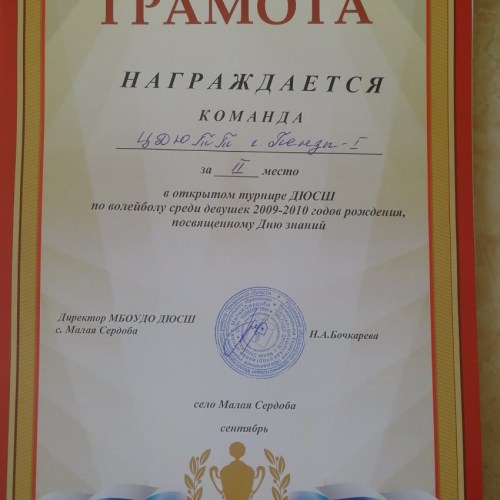 ГРАМОТА
НАГРАЖДАЕТСЯ
КОМАНДА
ЦДЮТТ г. Пензы-I
за II место
в открытом турнире ДЮСШ
по волейболу среди девушек 2009-2010 годов рождения,
посвященному Дню знаний
Директор МБОУДО ДЮСШ
с. Малая Сердоба
Н.А.Бочкарева
село Малая Сердоба
сентябрь